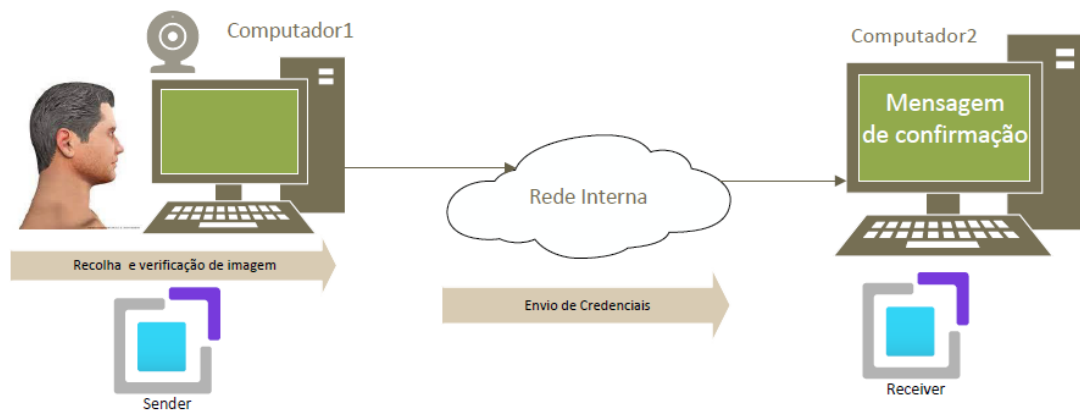 Computador1
Computador2
Mensagem
de confirmação
Rede Interna
Recolha e verificação de imagem
Envio de Credenciais
Sender
Receiver